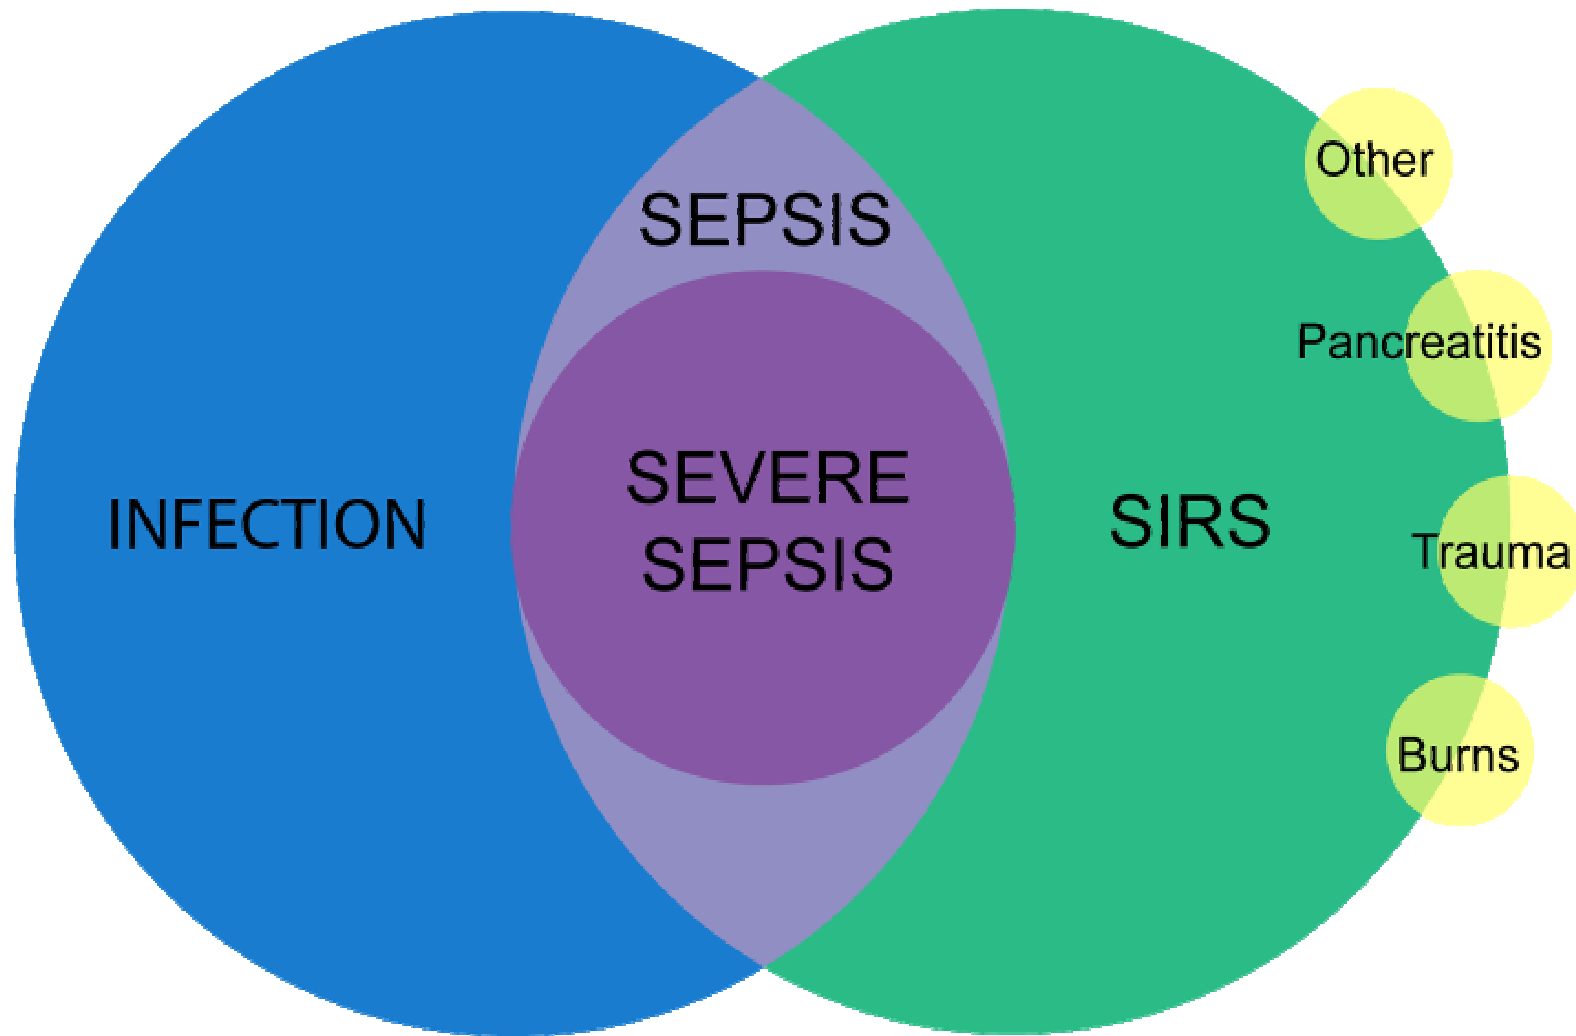 SEPSIS
INFECTION
SEVERE
SEPSIS
SIRS
Other
Pancreatitis
Trauma
Burns